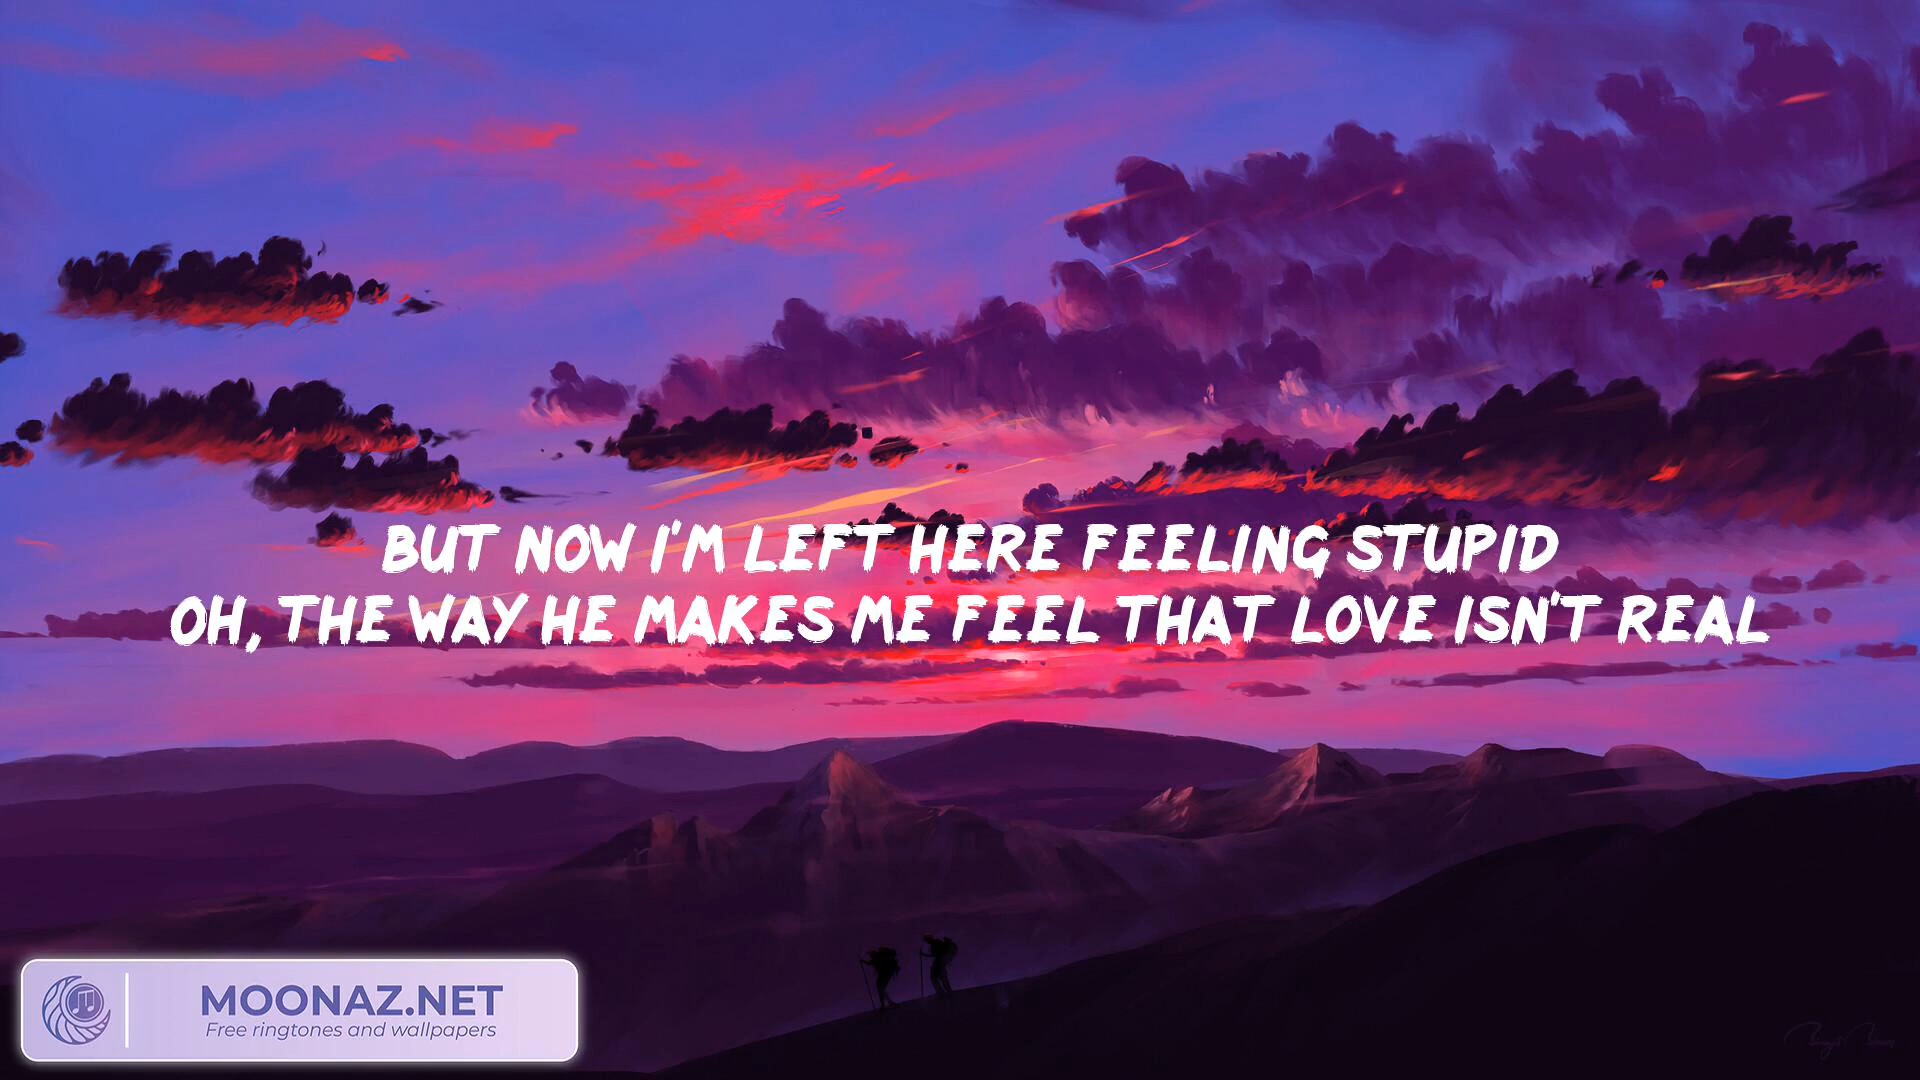 BUT NOW I'M LEFT HERE FEELING STUPID
OH, THE WAY HE MAKES ME FEEL THAT LOVE ISN'T REAL
MOONAZ.NET
Free ringtones and wallpapers